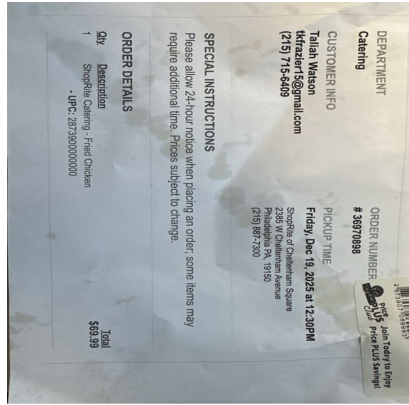 DEPARTMENT
Catering
ORDER NUMBER
# 36970898
Price PLUS Club
Join Today to Enjoy
Price PLUS Savings!
CUSTOMER INFO
Taliah Watson
tkfrazier15@gmail.com
(215) 715-6409
PICKUP TIME
Friday, Dec 19, 2025 at 12:30PM
ShopRite of Cheltenham Square
2385 W Cheltenham Avenue
Philadelphia PA, 19150
(215) 887-7300
SPECIAL INSTRUCTIONS
Please allow 24-hour notice when placing an order; some items may
require additional time. Prices subject to change.
ORDER DETAILS
Qty. Description Total
1 ShopRite Catering - Fried Chicken $69.99
- UPC: 28739000000